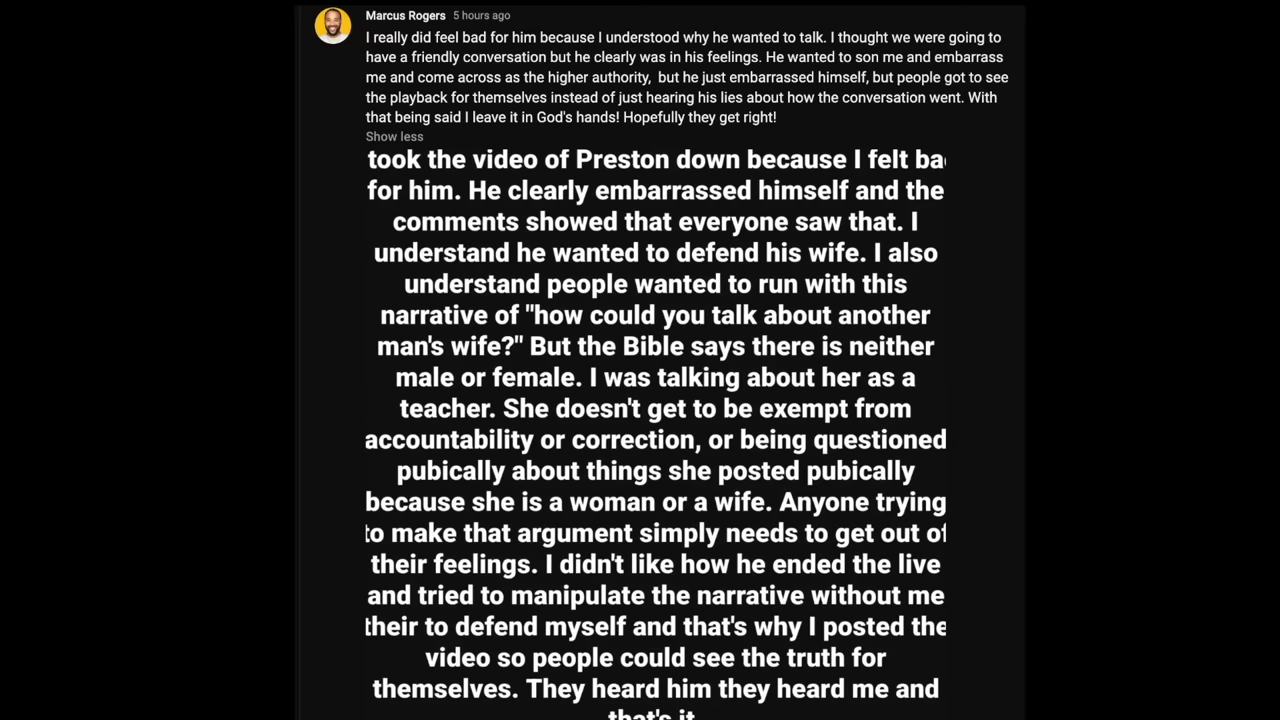 Marcus Rogers 5 hours ago
I really did feel bad for him because I understood why he wanted to talk. I thought we were going to
have a friendly conversation but he clearly was in his feelings. He wanted to son me and embarrass
me and come across as the higher authority, but he just embarrassed himself, but people got to see
the playback for themselves instead of just hearing his lies about how the conversation went. With
that being said I leave it in God's hands! Hopefully they get right!
Show less
took the video of Preston down because I felt
for him. He clearly embarrassed himself and the
comments showed that everyone saw that. I
understand he wanted to defend his wife. I also
understand people wanted to run with this
narrative of "how could you talk about another
man's wife?" But the Bible says there is neither
male or female. I was talking about her as a
teacher. She doesn't get to be exempt from
accountability or correction, or being questioned
pubically about things she posted pubically
because she is a woman or a wife. Anyone trying
to make that argument simply needs to get out of
their feelings. I didn't like how he ended the live
and tried to manipulate the narrative without me
their to defend myself and that's why I posted the
video so people could see the truth for
themselves. They heard him they heard me and
that's it